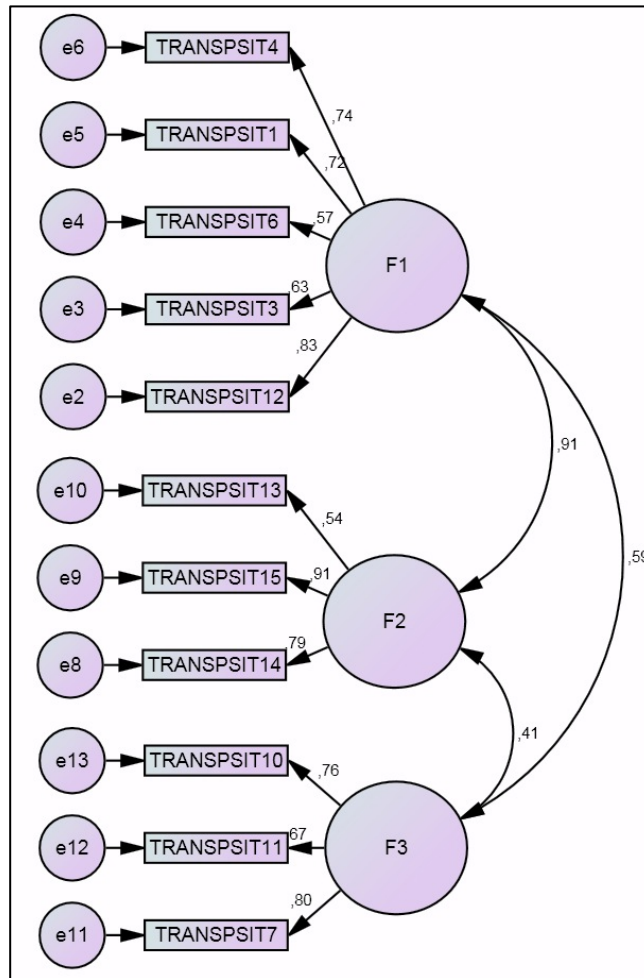 e6 TRANSPSIT4
,74
e5 TRANSPSIT1
,72
e4 TRANSPSIT6
,57
F1
e3 TRANSPSIT3
,63
e2 TRANSPSIT12
,83
,91
e10 TRANSPSIT13
,54
,59
e9 TRANSPSIT15
,91
F2
e8 TRANSPSIT14
,79
,41
e13 TRANSPSIT10
,76
e12 TRANSPSIT11
,67
F3
e11 TRANSPSIT7
,80